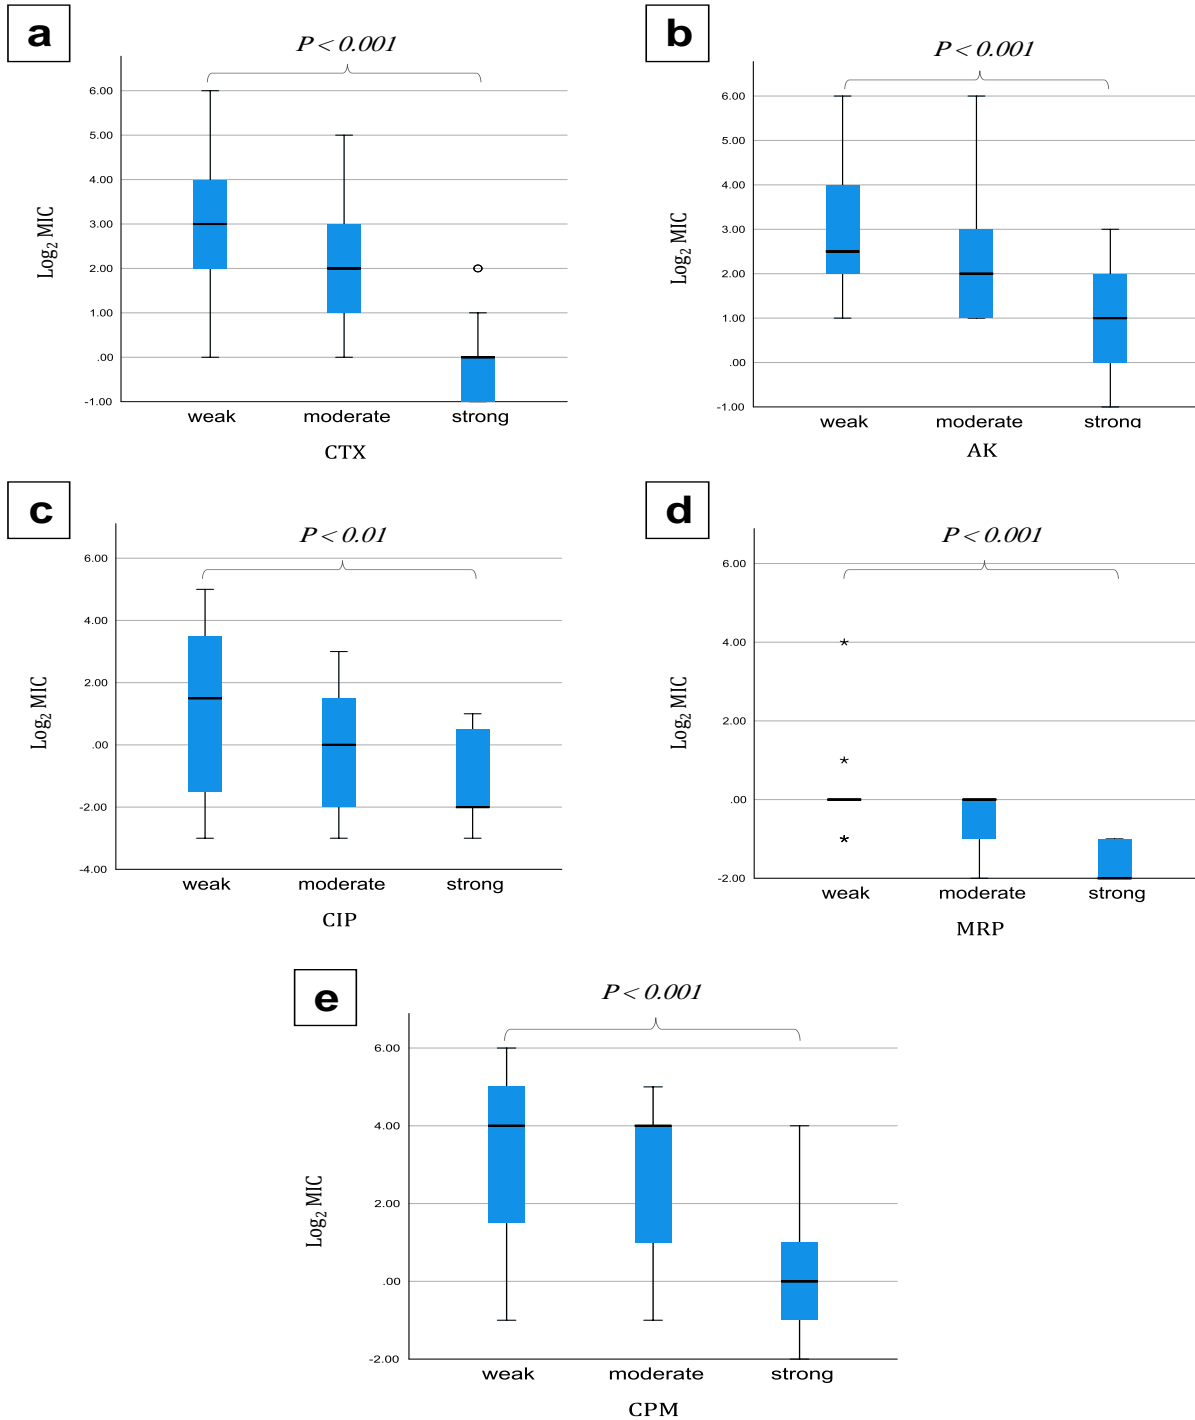 a
P < 0.001
6.00
5.00
4.00
3.00
2.00
1.00
.00
-1.00
Log₂ MIC
weak moderate strong
CTX
b
P < 0.001
6.00
5.00
4.00
3.00
2.00
1.00
.00
-1.00
Log₂ MIC
weak moderate strong
AK
c
P < 0.01
6.00
4.00
2.00
.00
-2.00
-4.00
Log₂ MIC
weak moderate strong
CIP
d
P < 0.001
6.00
4.00
2.00
.00
-2.00
Log₂ MIC
weak moderate strong
MRP
e
P < 0.001
6.00
4.00
2.00
.00
-2.00
Log₂ MIC
weak moderate strong
CPM